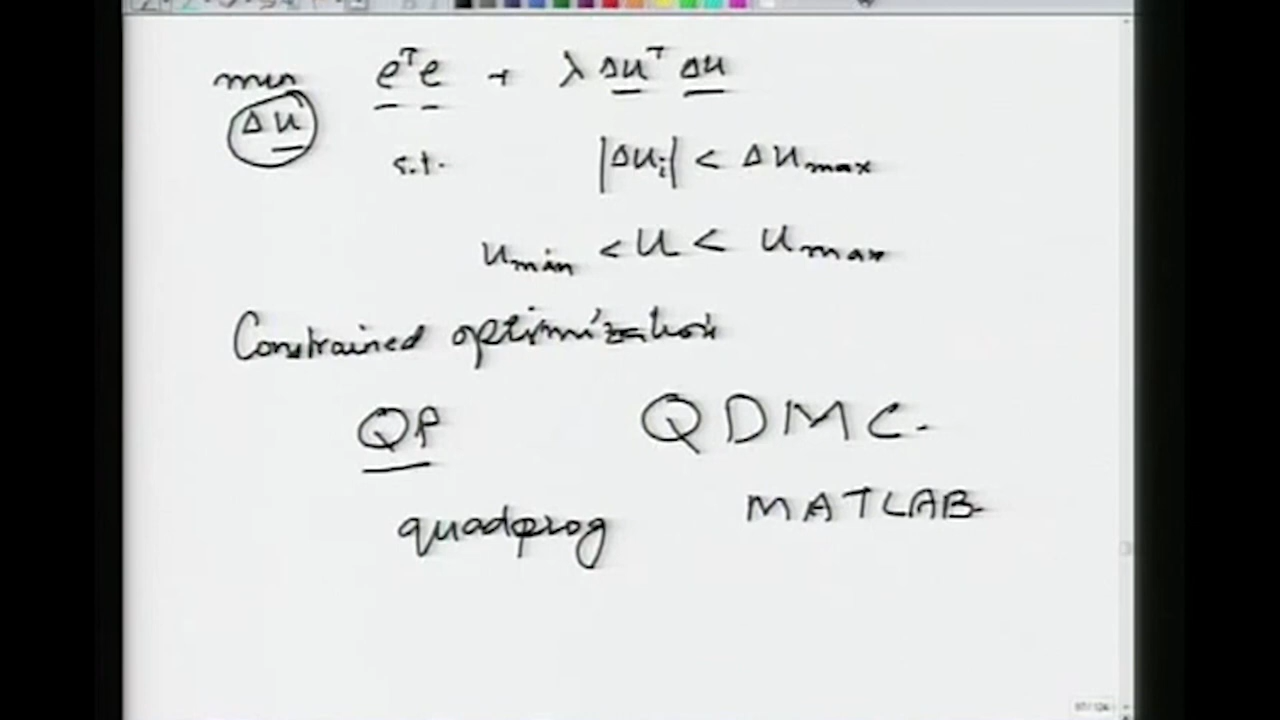 min e^T e + λ Δu^T Δu
Δu
s.t. |Δu_i| < Δu_max
u_min < u < u_max
Constrained optimization
QP QDMC.
quadprog MATLAB.